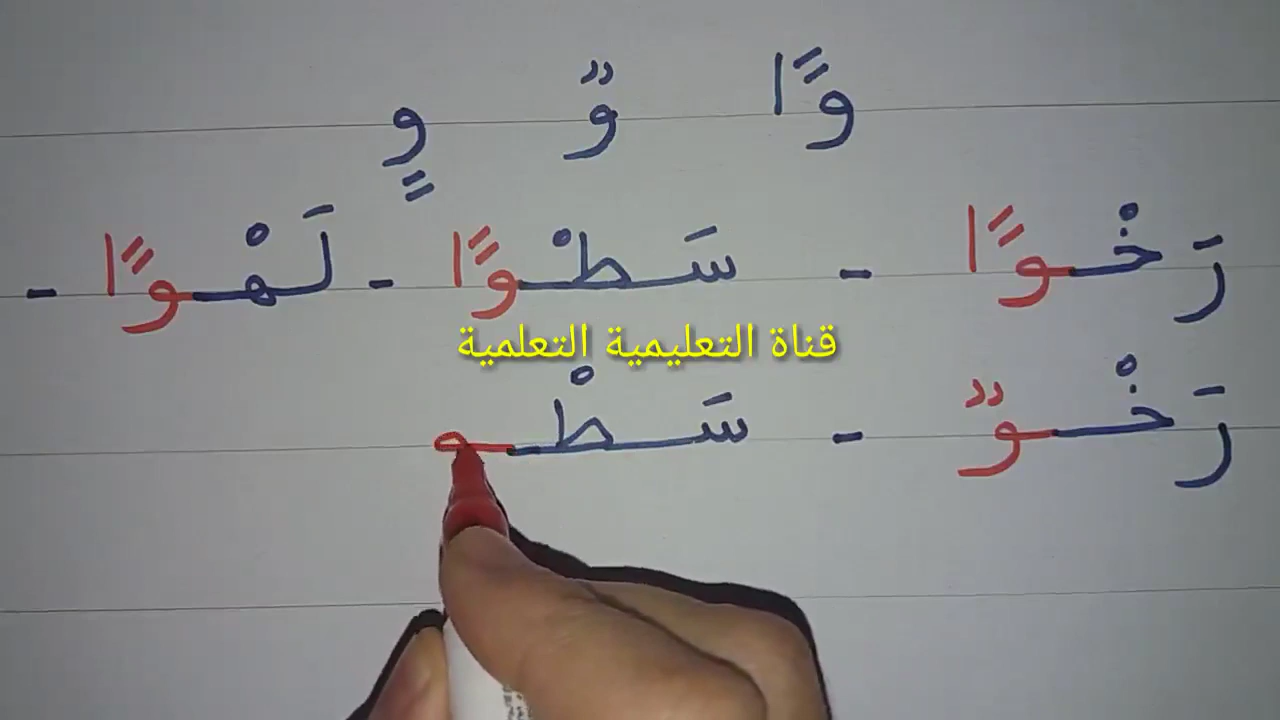 وًا وٌ وٍ
رَخْوًا - سَطْوًا - لَهْوًا -
قناة التعليمية التعلمية
رَخْوٌ - سَطْو